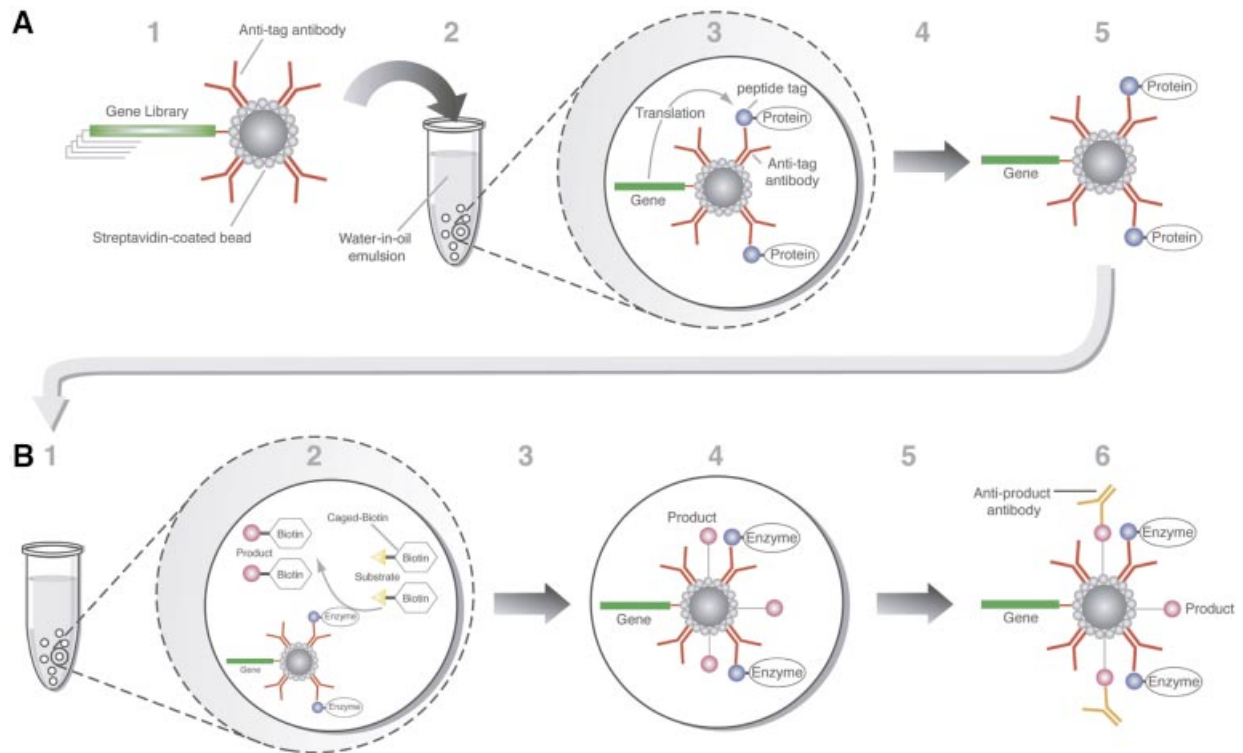 A
1
2
3
4
5
Anti-tag antibody
Gene Library
Streptavidin-coated bead
Water-in-oil
emulsion
Translation
peptide tag
Protein
Anti-tag
antibody
Gene
Protein
Protein
Gene
Protein
B
1
2
3
4
5
6
Caged-Biotin
Biotin
Product
Biotin
Biotin
Substrate
Biotin
Enzyme
Gene
Enzyme
Product
Enzyme
Gene
Enzyme
Anti-product
antibody
Enzyme
Gene
Product
Enzyme